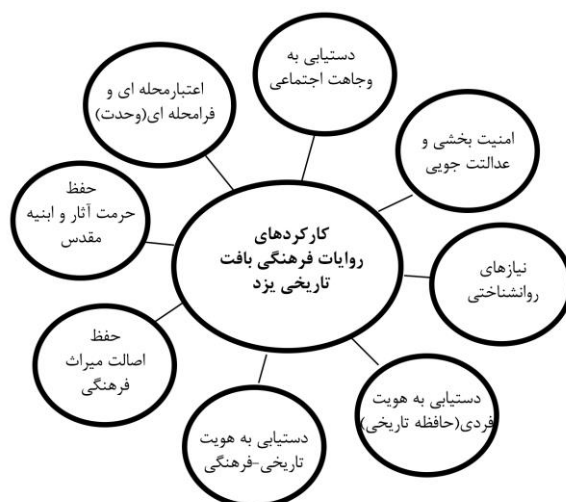 دستیابی به
وجاهت اجتماعی
اعتبارمحله ای و
فرامحله ای(وحدت)
امنیت بخشی و
عدالتت جویی
حفظ
حرمت آثار و ابنیه
مقدس
کارکردهای
روایات فرهنگی بافت
تاریخی یزد
نیازهای
روانشناختی
حفظ
اصالت میراث
فرهنگی
دستیابی به هویت
فردی(حافظه تاریخی)
دستیابی به هویت
تاریخی-فرهنگی